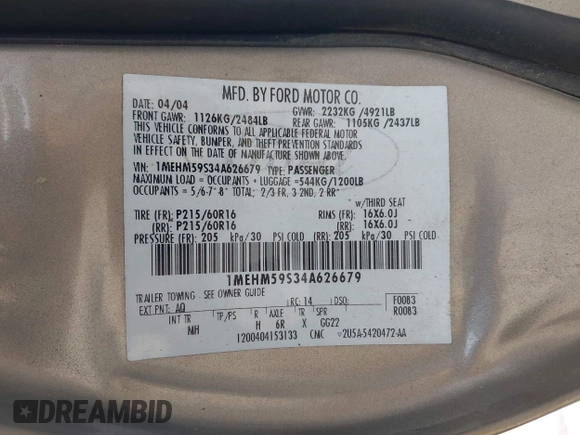 MFD. BY FORD MOTOR CO.
DATE: 04/04 GVWR: 2232KG /4921LB
FRONT GAWR: 1126KG/2484LB REAR GAWR: 1105KG /2437LB
THIS VEHICLE CONFORMS TO ALL APPLICABLE FEDERAL MOTOR
VEHICLE SAFETY, BUMPER, AND THEFT PREVENTION STANDARDS
IN EFFECT ON THE DATE OF MANUFACTURE SHOWN ABOVE.
VIN: 1MEHM59S34A626679 TYPE: PASSENGER
MAXIMUM LOAD = OCCUPANTS + LUGGAGE = 544KG/1200LB
OCCUPANTS = 5/6-7*8* TOTAL; 2/3 FR, 3 2ND, 2 RR*
w/THIRD SEAT
TIRE (FR): P215/60R16 RIMS (FR): 16X6.0J
(RR): P215/60R16 (RR): 16X6.0J
PRESSURE (FR): 205 kPa/30 PSI COLD (RR): 205 kPa/30 PSI COLD
1MEHM59S34A626679
TRAILER TOWING - SEE OWNER GUIDE
EXT PNT: AQ RC: 14 DSO: F0083
INT TR TP/PS R AXLE TR SPR R0083
MH H 6R X GG22
1200404153133 CMC v2U5A-5420472-AA
DREAMBID